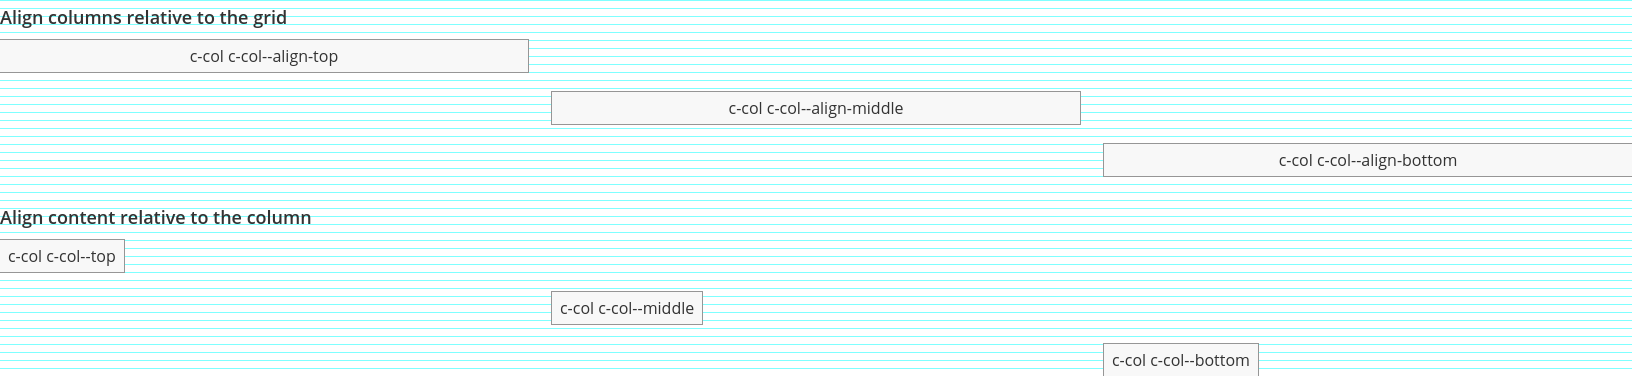 Align columns relative to the grid
c-col c-col--align-top
c-col c-col--align-middle
c-col c-col--align-bottom
Align content relative to the column
c-col c-col--top
c-col c-col--middle
c-col c-col--bottom